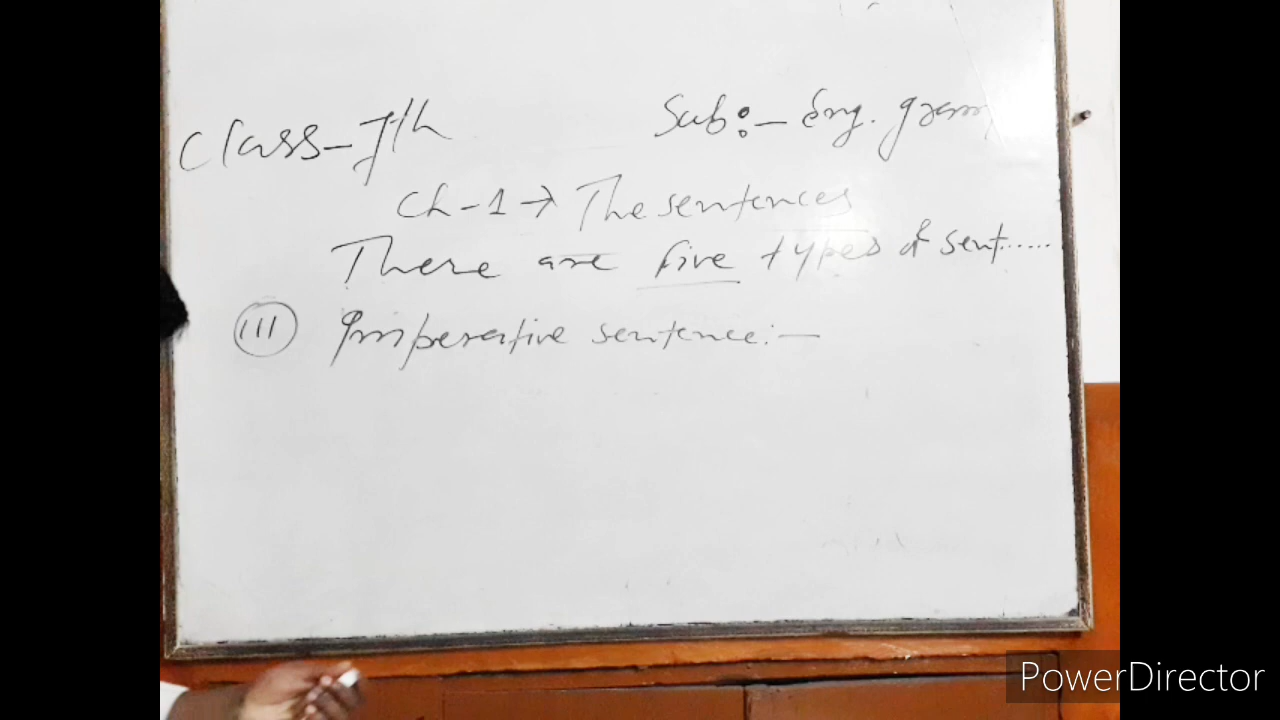 Class-7th Sub:- Eng. gram
Ch-1→ The sentences
There are five types of sent......
(III) Imperative sentence:-
PowerDirector